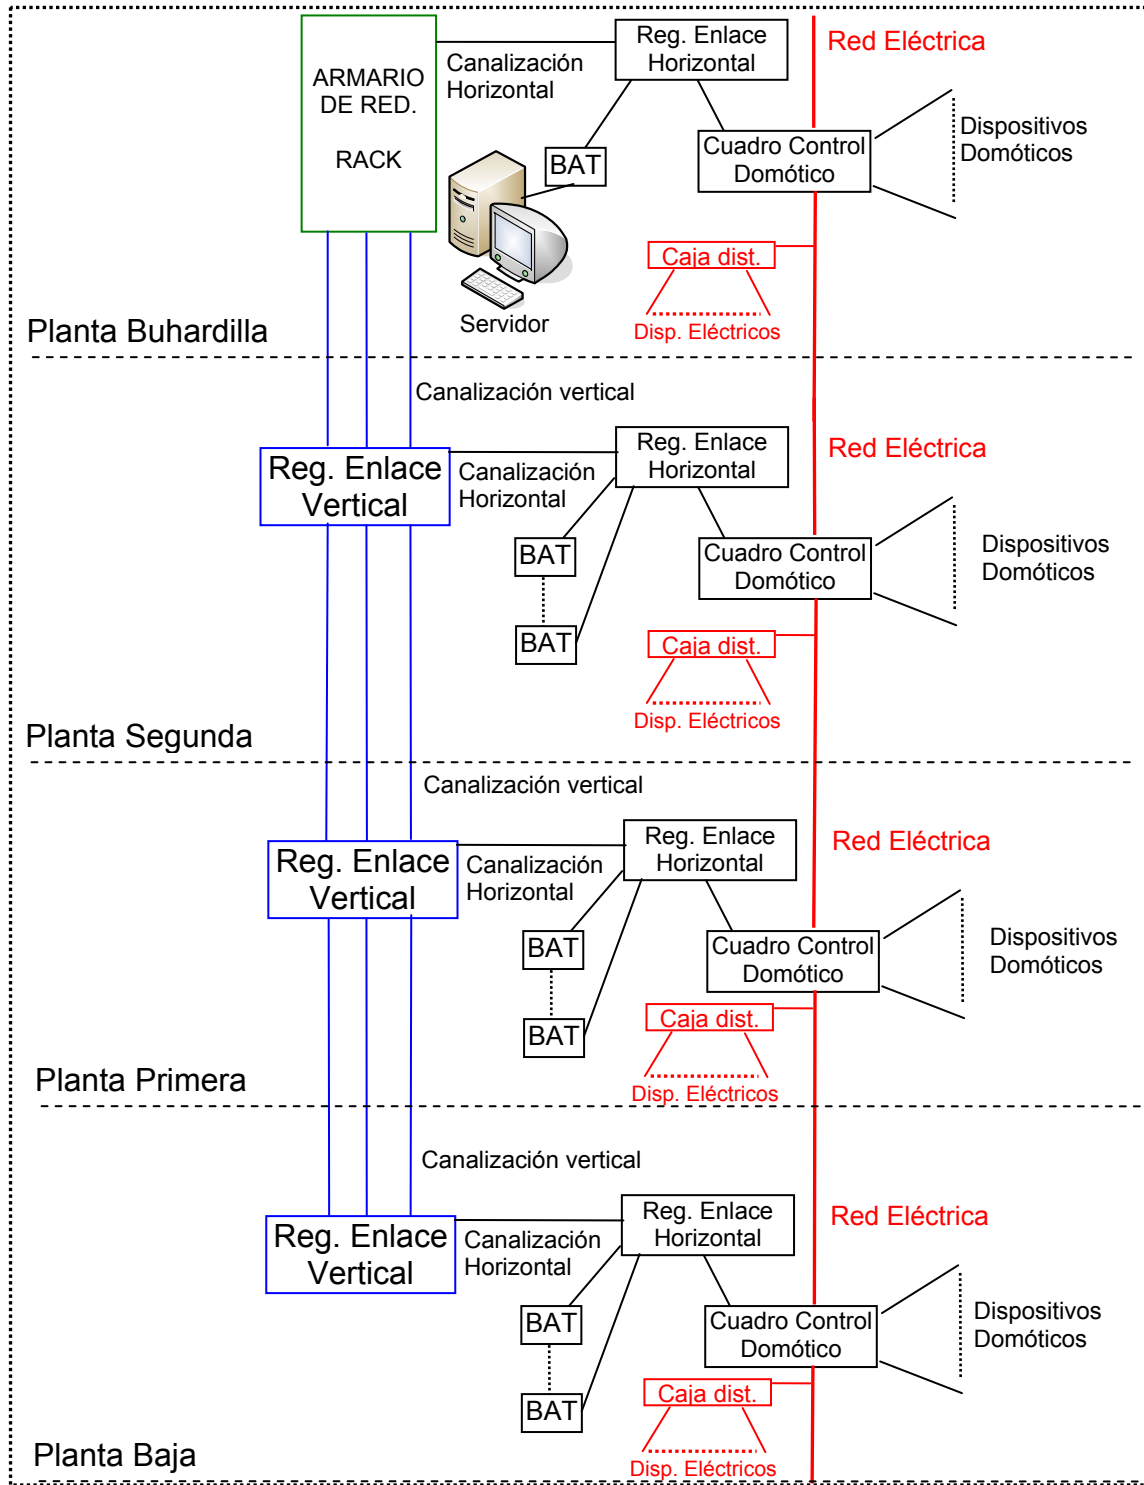 ARMARIO
DE RED.
RACK
Canalización
Horizontal
Reg. Enlace
Horizontal
Red Eléctrica
BAT
Cuadro Control
Domótico
Dispositivos
Domóticos
Servidor
Caja dist.
Disp. Eléctricos
Planta Buhardilla
Canalización vertical
Reg. Enlace
Vertical
Canalización
Horizontal
Reg. Enlace
Horizontal
Red Eléctrica
BAT
BAT
Cuadro Control
Domótico
Dispositivos
Domóticos
Caja dist.
Disp. Eléctricos
Planta Segunda
Canalización vertical
Reg. Enlace
Vertical
Canalización
Horizontal
Reg. Enlace
Horizontal
Red Eléctrica
BAT
BAT
Cuadro Control
Domótico
Dispositivos
Domóticos
Caja dist.
Disp. Eléctricos
Planta Primera
Canalización vertical
Reg. Enlace
Vertical
Canalización
Horizontal
Reg. Enlace
Horizontal
Red Eléctrica
BAT
BAT
Cuadro Control
Domótico
Dispositivos
Domóticos
Caja dist.
Disp. Eléctricos
Planta Baja